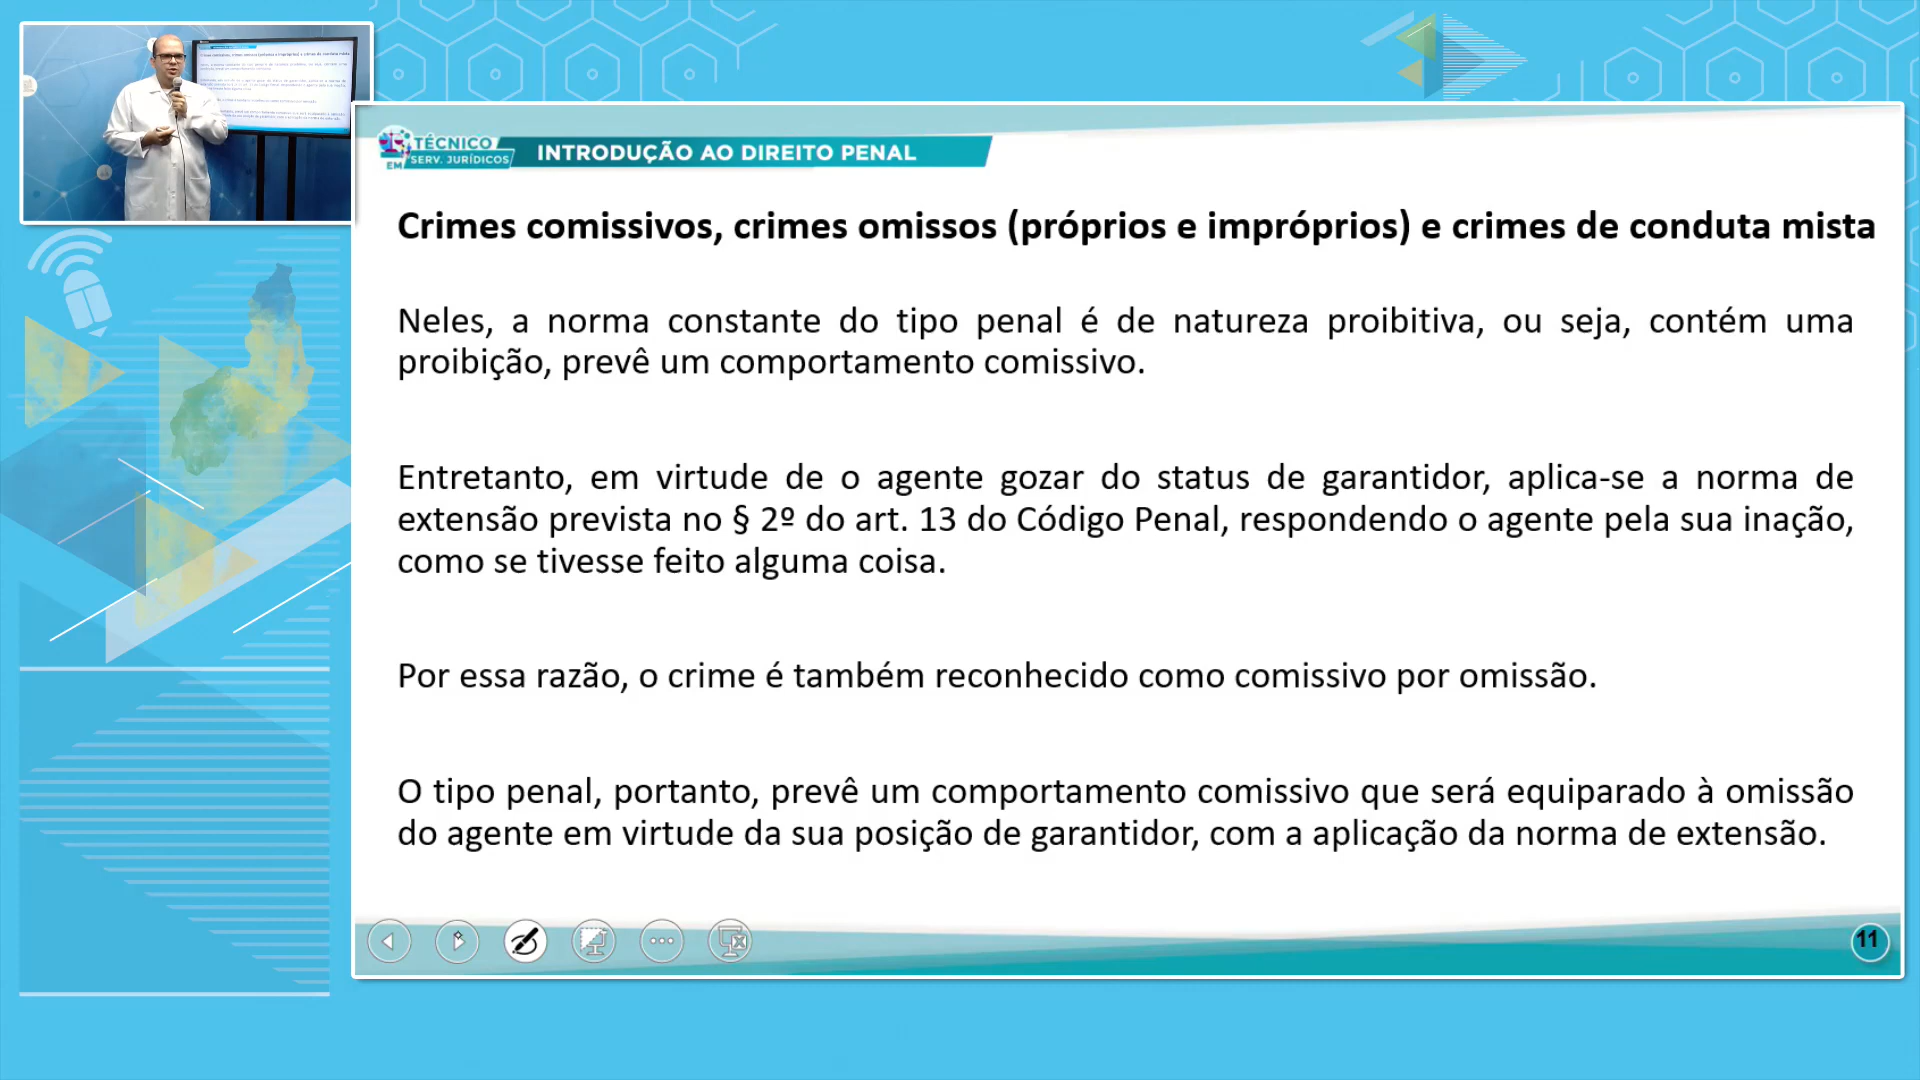 TÉCNICO
EM SERV. JURÍDICOS
INTRODUÇÃO AO DIREITO PENAL
Crimes comissivos, crimes omissos (próprios e impróprios) e crimes de conduta mista
Neles, a norma constante do tipo penal é de natureza proibitiva, ou seja, contém uma
proibição, prevê um comportamento comissivo.
Entretanto, em virtude de o agente gozar do status de garantidor, aplica-se a norma de
extensão prevista no § 2º do art. 13 do Código Penal, respondendo o agente pela sua inação,
como se tivesse feito alguma coisa.
Por essa razão, o crime é também reconhecido como comissivo por omissão.
O tipo penal, portanto, prevê um comportamento comissivo que será equiparado à omissão
do agente em virtude da sua posição de garantidor, com a aplicação da norma de extensão.
11